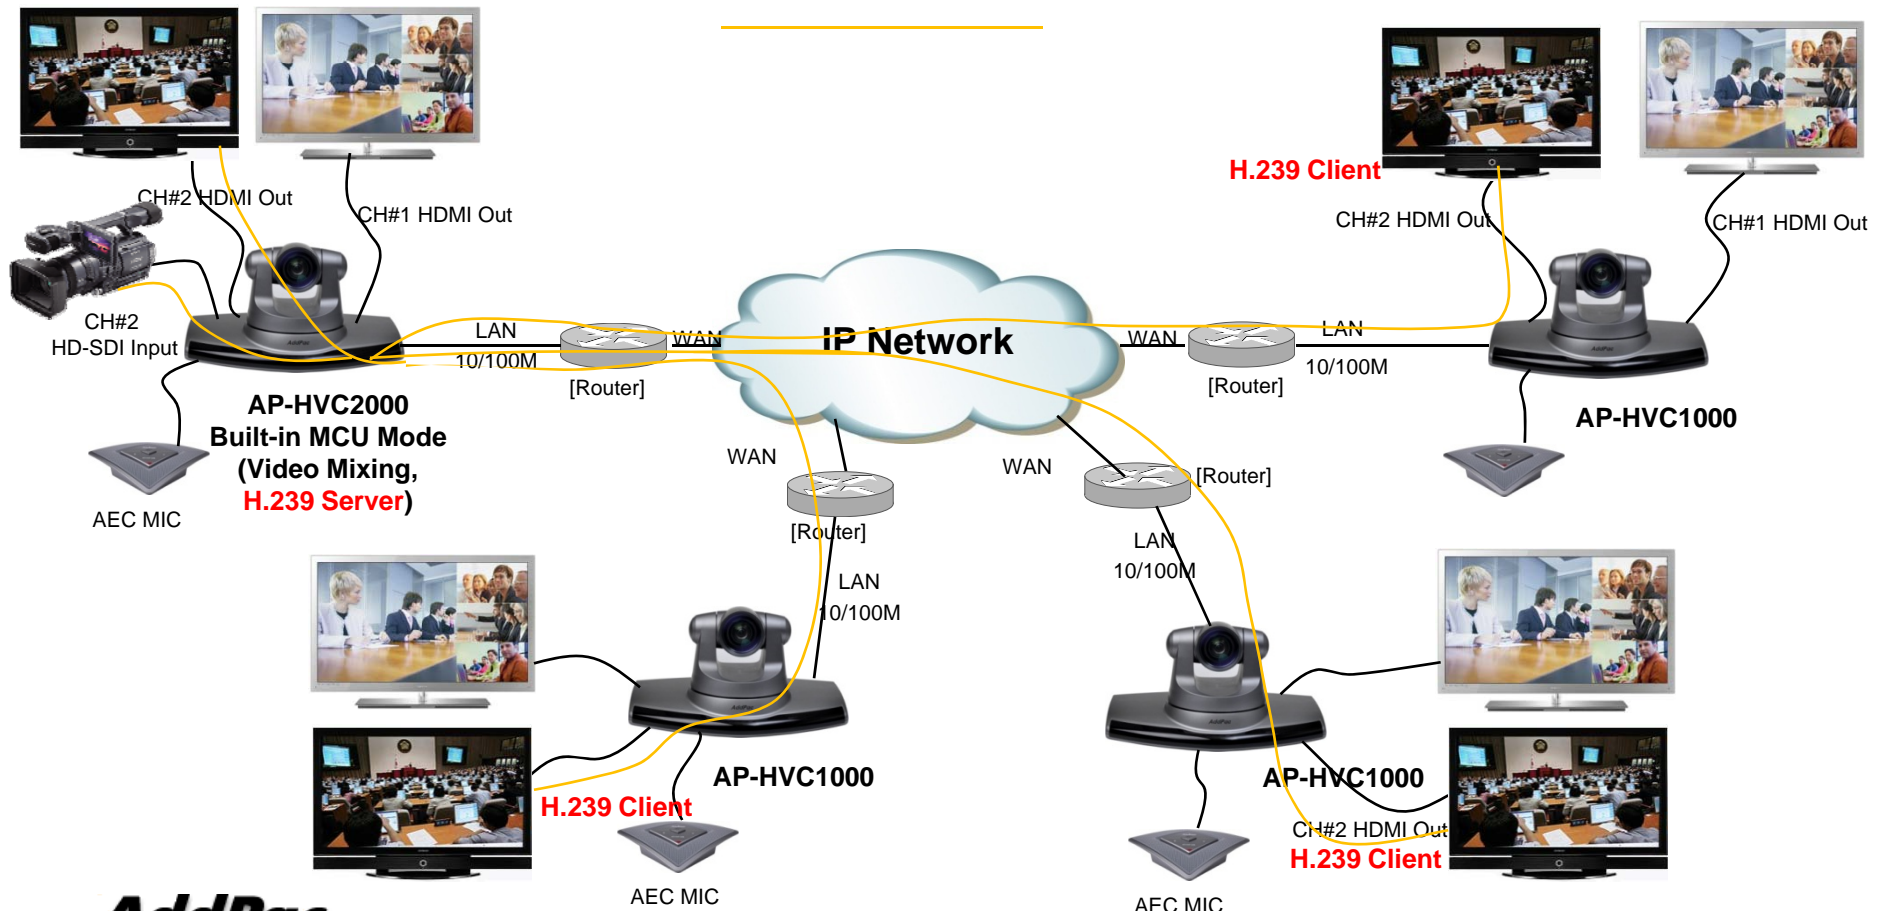 H.239 Client
CH#2 HDMI Out
CH#1 HDMI Out
CH#2 HDMI Out
CH#1 HDMI Out
CH#2
HD-SDI Input
LAN
10/100M
WAN
[Router]
IP Network
WAN
LAN
10/100M
[Router]
AP-HVC2000
Built-in MCU Mode
(Video Mixing,
H.239 Server)
AP-HVC1000
AEC MIC
WAN
[Router]
LAN
10/100M
WAN
[Router]
LAN
10/100M
AP-HVC1000
H.239 Client
AEC MIC
AP-HVC1000
CH#2 HDMI Out
H.239 Client
AEC MIC
AddPac